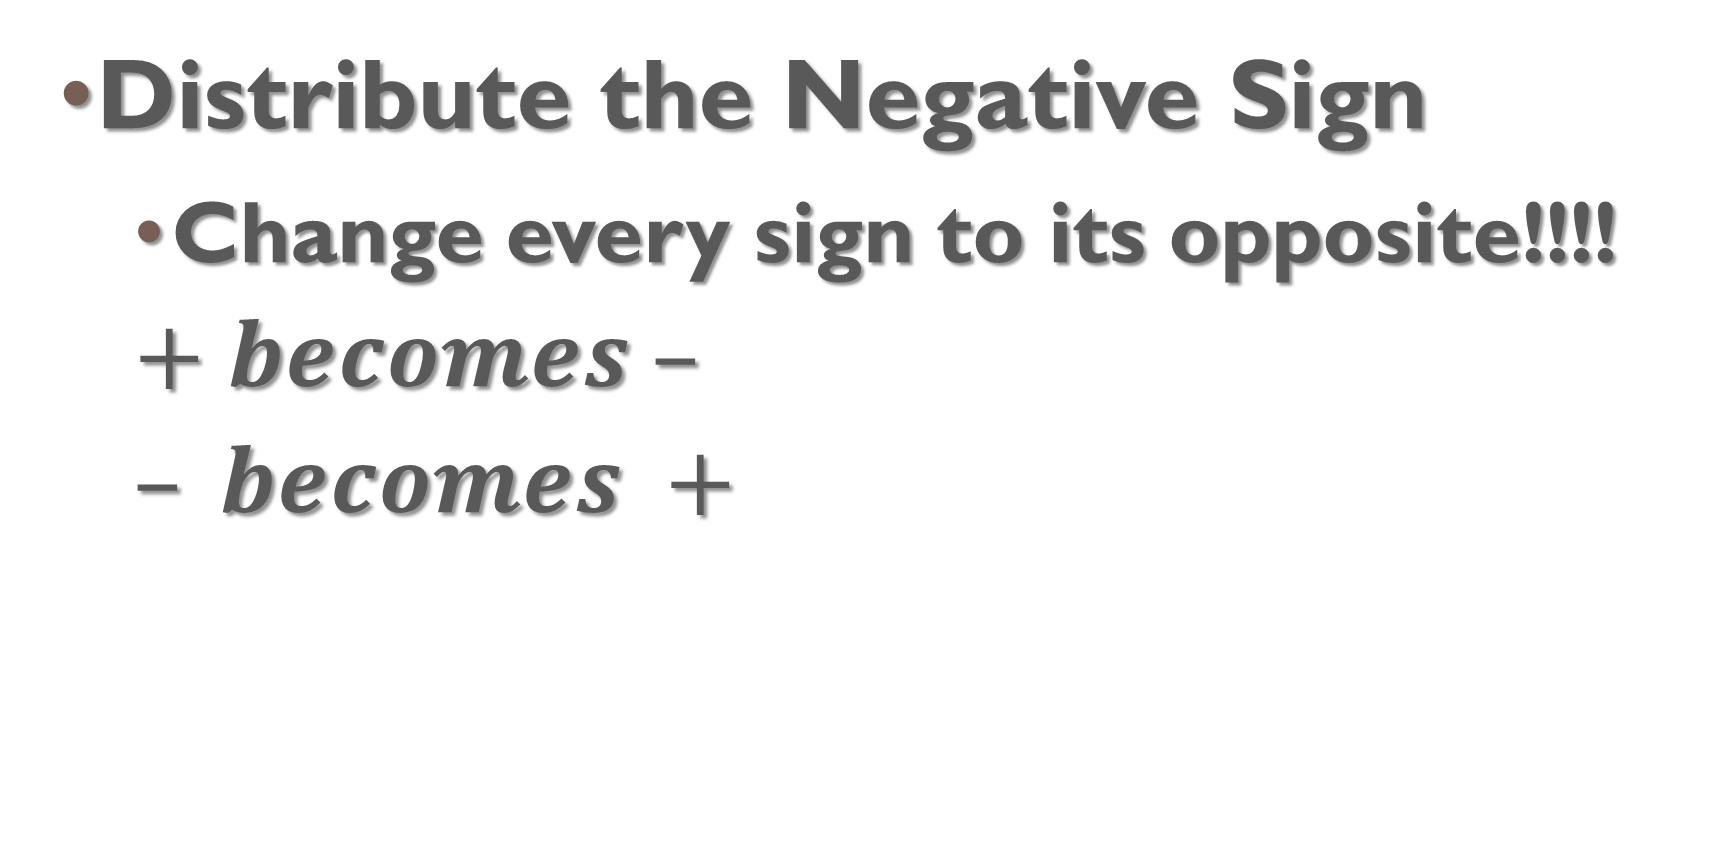 •Distribute the Negative Sign
•Change every sign to its opposite!!!!
+ becomes –
– becomes +